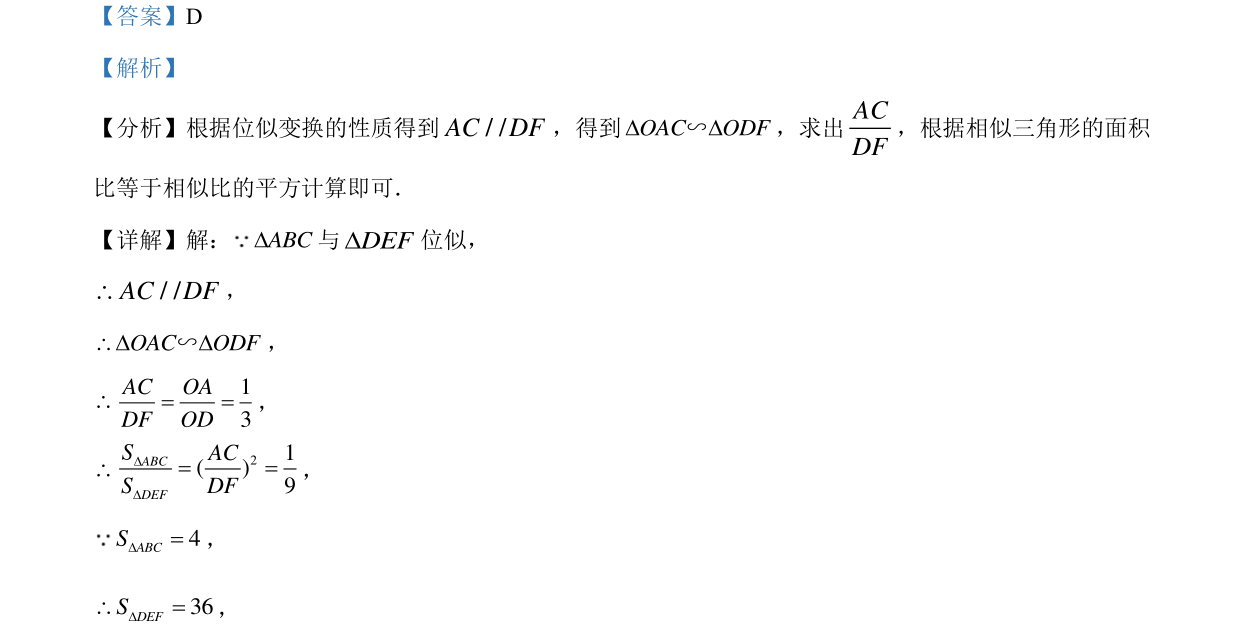 【答案】D
【解析】
【分析】根据位似变换的性质得到 AC//DF，得到ΔOAC∽ΔODF，求出 AC/DF，根据相似三角形的面积
比等于相似比的平方计算即可．
【详解】解：∵ΔABC 与 ΔDEF 位似，
∴AC//DF，
∴ΔOAC∽ΔODF，
∴AC/DF = OA/OD = 1/3，
∴S_ΔABC/S_ΔDEF = (AC/DF)² = 1/9，
∵S_ΔABC = 4，
∴S_ΔDEF = 36，